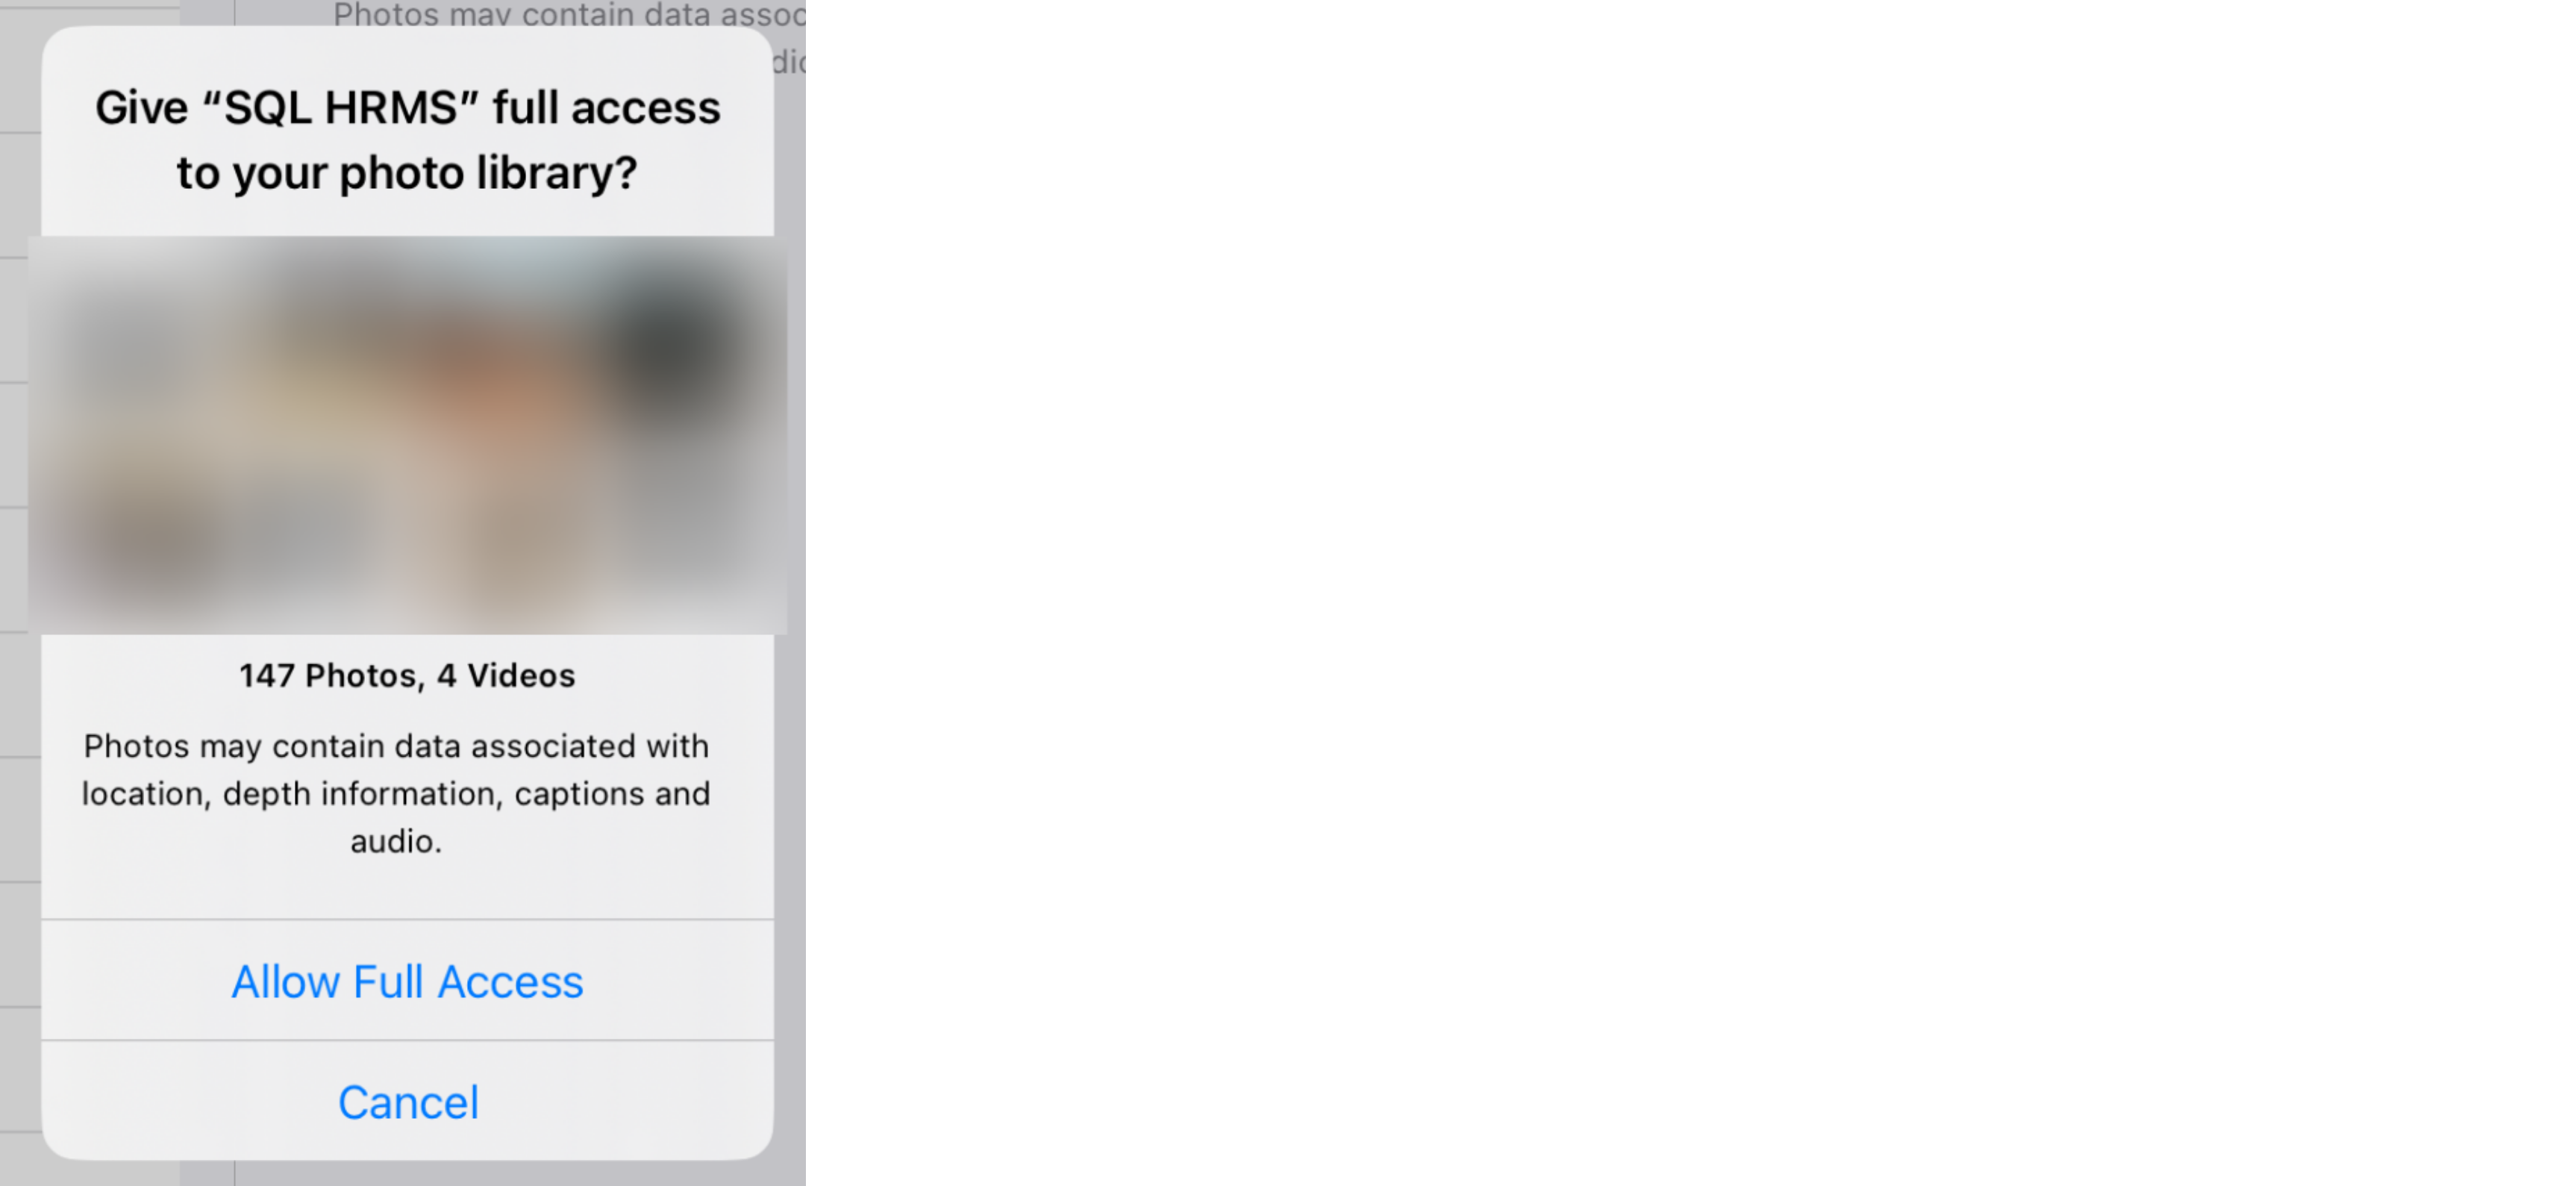 Photos may contain data assoc
dio
Give “SQL HRMS” full access
to your photo library?
147 Photos, 4 Videos
Photos may contain data associated with
location, depth information, captions and
audio.
Allow Full Access
Cancel